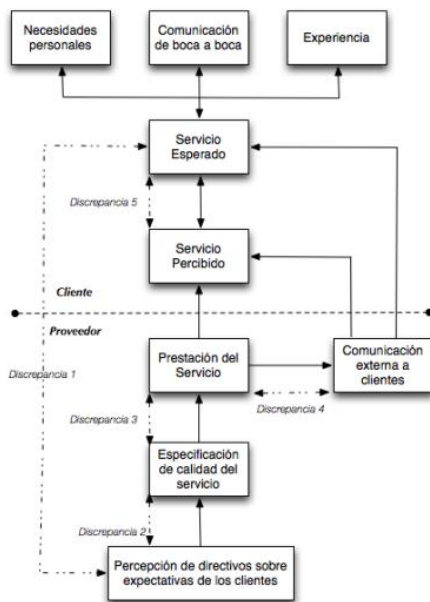 Necesidades
personales
Comunicación
de boca a boca
Experiencia
Servicio
Esperado
Discrepancia 5
Servicio
Percibido
Cliente
Proveedor
Prestación del
Servicio
Comunicación
externa a
clientes
Discrepancia 1
Discrepancia 4
Discrepancia 3
Especificación
de calidad del
servicio
Discrepancia 2
Percepción de directivos sobre
expectativas de los clientes